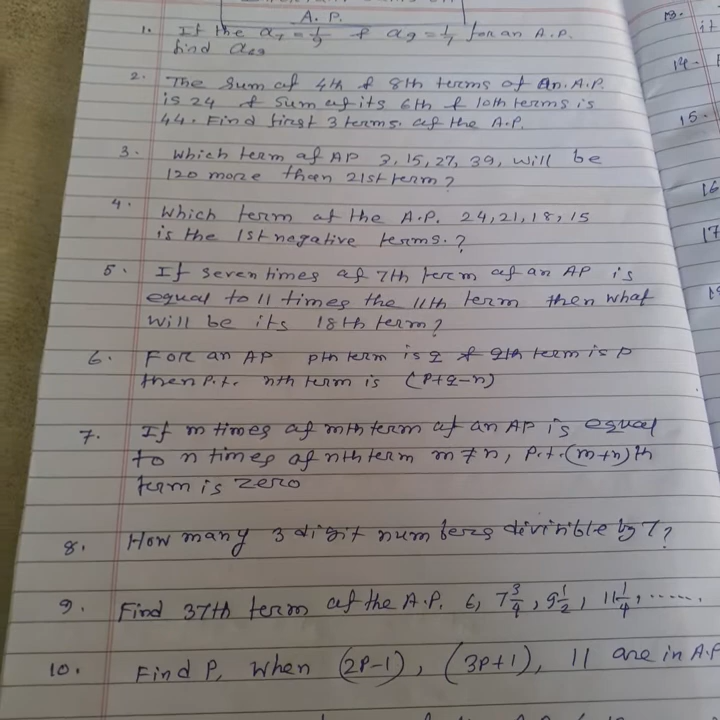 A. P.
1. If the a₇ = 1/9 & a₉ = 1/7 for an A.P.
find a₆₃
2. The sum of 4th & 8th terms of an A.P.
is 24 & sum of its 6th & 10th terms is
44. Find first 3 terms. of the A.P.
3. Which term of AP 3, 15, 27, 39, will be
120 more than 21st term?
4. Which term of the A.P. 24, 21, 18, 15
is the 1st negative terms.?
5. If seven times of 7th term of an AP is
equal to 11 times the 11th term then what
will be its 18th term?
6. For an AP pth term is q & qth term is p
then P.t. nth term is (p+q-n)
7. If m times of mth term of an AP is equal
to n times of nth term m ≠ n, P.t. (m+n)th
term is zero
8. How many 3 digit numbers divisible by 7?
9. Find 37th term of the A.P. 6, 7 3/4, 9 1/2, 11 1/4, ......
10. Find P, when (2P-1), (3P+1), 11 are in A.P
13.
it
14.
15.
16
17